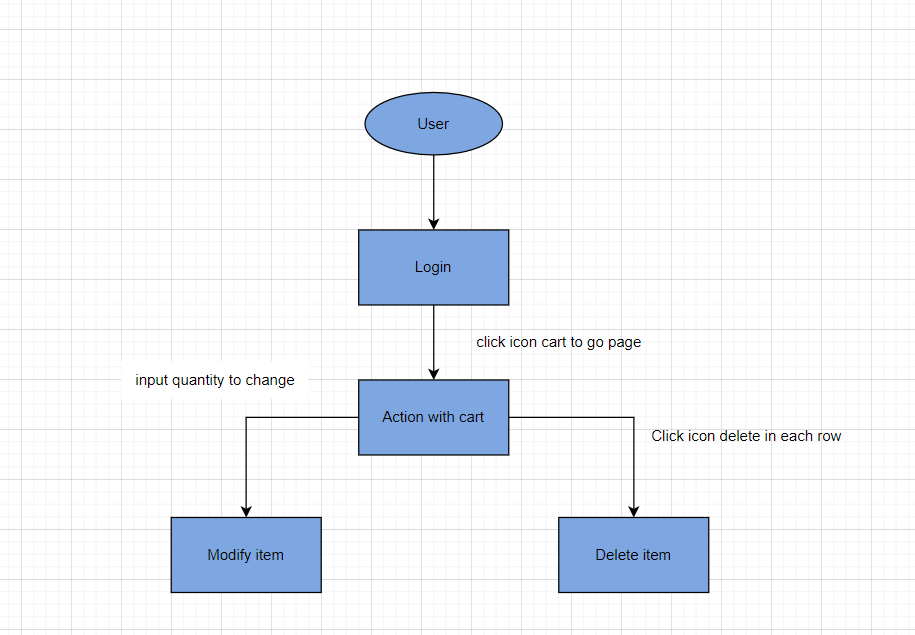 User
Login
click icon cart to go page
input quantity to change
Action with cart
Click icon delete in each row
Modify item
Delete item